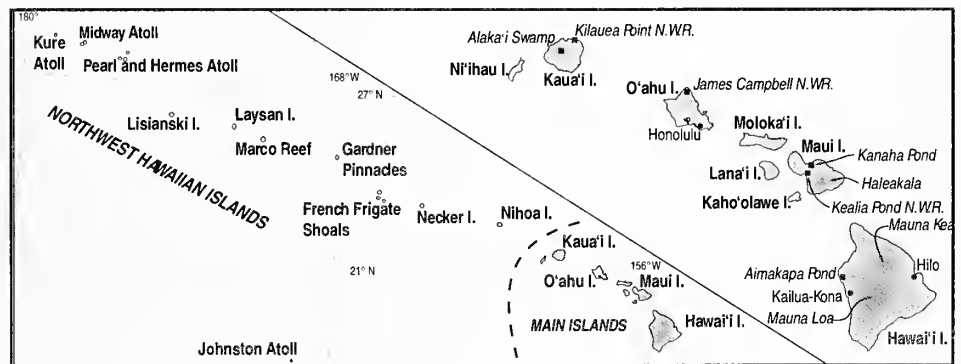 180°
Kure
Atoll
Midway Atoll
Pearl and Hermes Atoll
168°W
27° N
Lisianski I.
Laysan I.
Marco Reef
Gardner
Pinnacles
NORTHWEST HAWAIIAN ISLANDS
French Frigate
Shoals
Necker I.
Nihoa I.
21° N
Johnston Atoll
Kaua'i I.
O'ahu I.
156°W
Maui I.
MAIN ISLANDS
Hawai'i I.
Alaka'i Swamp
Kilauea Point N.W.R.
Ni'ihau I.
Kaua'i I.
O'ahu I.
James Campbell N.W.R.
Honolulu
Moloka'i I.
Maui I.
Kanaha Pond
Lana'i I.
Haleakala
Kaho'olawe I.
Kealia Pond N.W.R.
Mauna Kea
Aimakapa Pond
Hilo
Kailua-Kona
Mauna Loa
Hawai'i I.